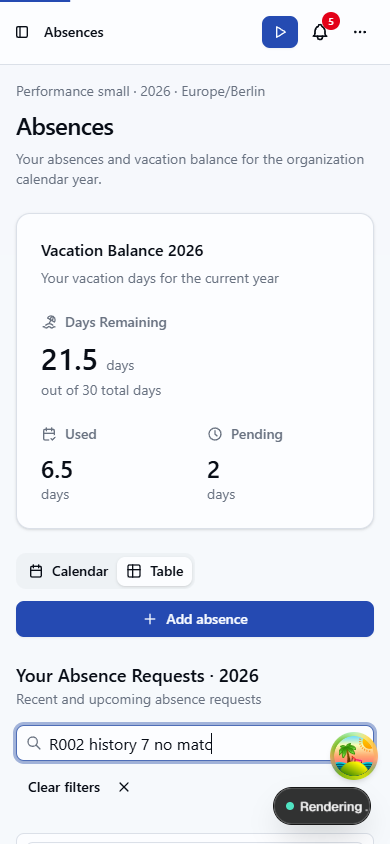 Absences
5
Performance small · 2026 · Europe/Berlin
Absences
Your absences and vacation balance for the organization
calendar year.
Vacation Balance 2026
Your vacation days for the current year
Days Remaining
21.5 days
out of 30 total days
Used
6.5
days
Pending
2
days
Calendar
Table
Add absence
Your Absence Requests · 2026
Recent and upcoming absence requests
R002 history 7 no matc
Clear filters
Rendering